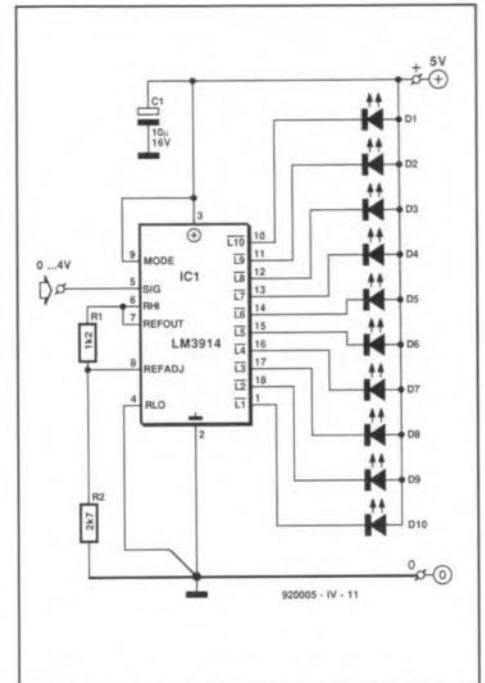 5V
+
C1
10µ
16V
D1
D2
3
D3
L10
10
9
MODE
L9
11
D4
IC1
L8
12
0 ...4V
L7
13
5
SIG
D5
L6
14
6
RHI
R1
L5
15
7
REFOUT
D6
1k2
L4
16
LM3914
L3
17
D7
8
REFADJ
L2
18
4
RLO
D8
L1
1
2
D9
R2
2k7
D10
0
0
920005 - IV - 11